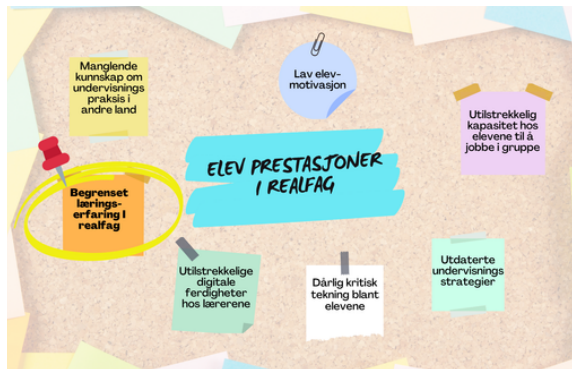 Manglende
kunnskap om
undervisnings
praksis i
andre land
Lav elev-
motivasjon
Utilstrekkelig
kapasitet hos
elevene til å
jobbe i gruppe
ELEV PRESTASJONER
I REALFAG
Begrenset
lærings-
erfaring I
realfag
Utilstrekkelige
digitale
ferdigheter
hos lærerene
Dårlig kritisk
tekning blant
elevene
Utdaterte
undervisnings
strategier